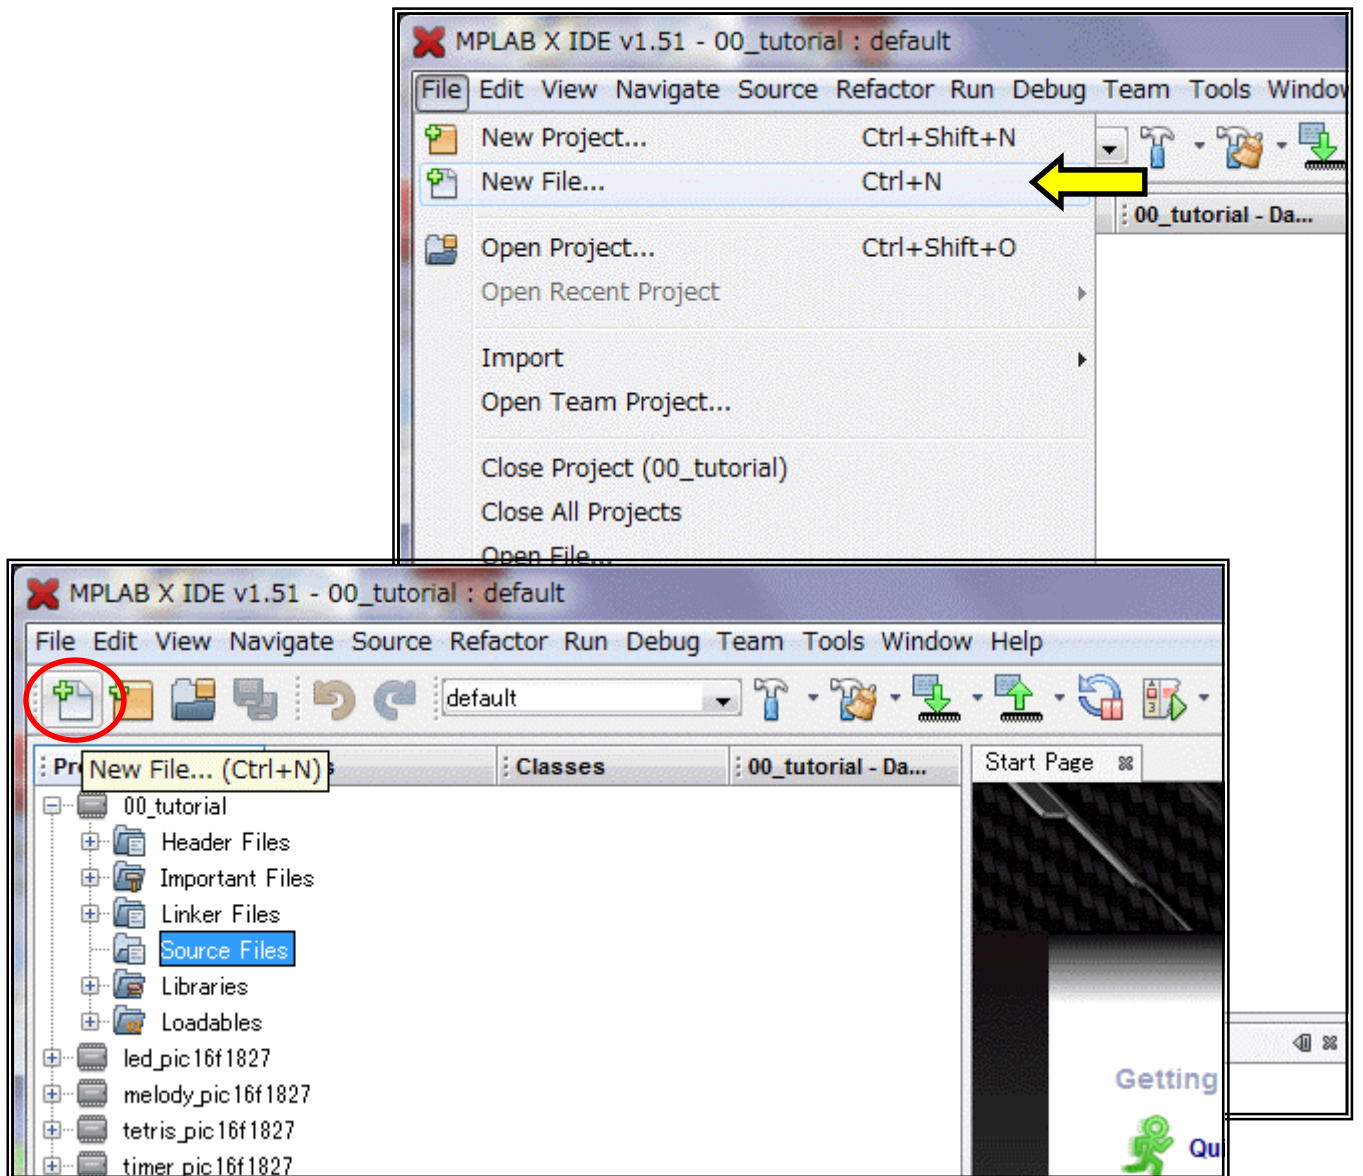 MPLAB X IDE v1.51 - 00_tutorial : default
File Edit View Navigate Source Refactor Run Debug Team Tools Window
New Project... Ctrl+Shift+N
New File... Ctrl+N
00_tutorial - Da...
Open Project... Ctrl+Shift+O
Open Recent Project
Import
Open Team Project...
Close Project (00_tutorial)
Close All Projects
Open File...
MPLAB X IDE v1.51 - 00_tutorial : default
File Edit View Navigate Source Refactor Run Debug Team Tools Window Help
default
New File... (Ctrl+N)
Classes
00_tutorial - Da...
Start Page
00_tutorial
Header Files
Important Files
Linker Files
Source Files
Libraries
Loadables
led_pic16f1827
melody_pic16f1827
tetris_pic16f1827
timer_pic16f1827
Getting
Qu